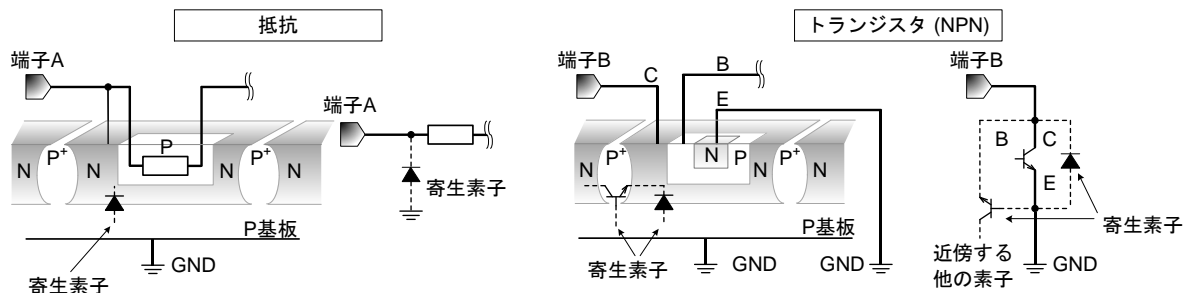 抵抗
端子A
P
N
P+
N
N
P+
N
P基板
GND
寄生素子
端子A
寄生素子
トランジスタ (NPN)
端子B
C
B
E
N
P+
N
N
P
N
P+
N
P基板
寄生素子
GND
GND
端子B
B
C
E
寄生素子
近傍する
他の素子
GND